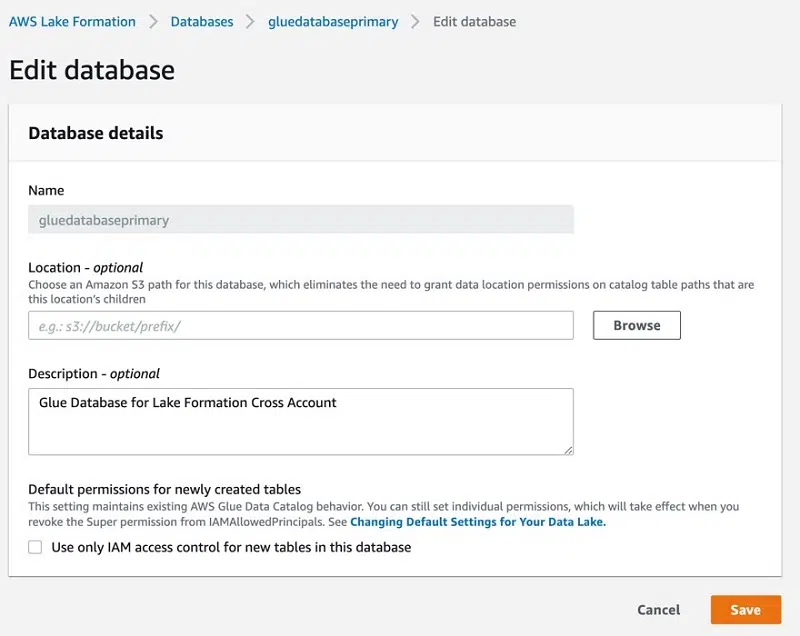 AWS Lake Formation > Databases > gluedatabaseprimary > Edit database
Edit database
Database details
Name
gluedatabaseprimary
Location - optional
Choose an Amazon S3 path for this database, which eliminates the need to grant data location permissions on catalog table paths that are
this location's children
e.g.: s3://bucket/prefix/
Browse
Description - optional
Glue Database for Lake Formation Cross Account
Default permissions for newly created tables
This setting maintains existing AWS Glue Data Catalog behavior. You can still set individual permissions, which will take effect when you
revoke the Super permission from IAMAllowedPrincipals. See Changing Default Settings for Your Data Lake.
Use only IAM access control for new tables in this database
Cancel
Save